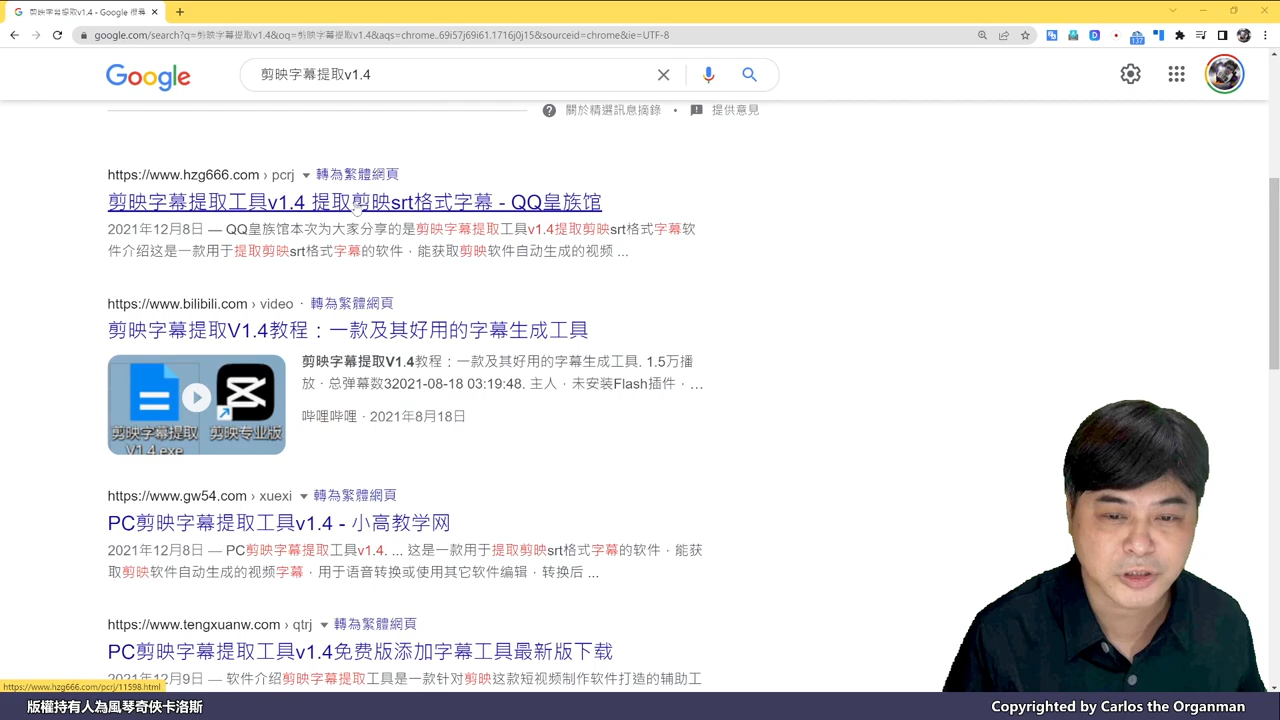 剪映字幕提取v1.4 - Google 搜尋
google.com/search?q=剪映字幕提取v1.4&oq=剪映字幕提取v1.4&aqs=chrome..69i57j69i61.1716j0j15&sourceid=chrome&ie=UTF-8
137
Google
剪映字幕提取v1.4
關於精選訊息摘錄 • 提供意見
https://www.hzg666.com › pcrj 轉為繁體網頁
剪映字幕提取工具v1.4 提取剪映srt格式字幕 - QQ皇族馆
2021年12月8日 — QQ皇族馆本次为大家分享的是剪映字幕提取工具v1.4提取剪映srt格式字幕软
件介绍这是一款用于提取剪映srt格式字幕的软件，能获取剪映软件自动生成的视频 ...
https://www.bilibili.com › video · 轉為繁體網頁
剪映字幕提取V1.4教程：一款及其好用的字幕生成工具
剪映字幕提取V1.4教程：一款及其好用的字幕生成工具. 1.5万播
放 · 总弹幕数32021-08-18 03:19:48. 主人，未安装Flash插件，...
哔哩哔哩 · 2021年8月18日
剪映字幕提取 剪映专业版
V1.4.exe
https://www.gw54.com › xuexi 轉為繁體網頁
PC剪映字幕提取工具v1.4 - 小高教学网
2021年12月8日 — PC剪映字幕提取工具v1.4. ... 这是一款用于提取剪映srt格式字幕的软件，能获
取剪映软件自动生成的视频字幕，用于语音转换或使用其它软件编辑，转换后 ...
https://www.tengxuanw.com › qtrj 轉為繁體網頁
PC剪映字幕提取工具v1.4免费版添加字幕工具最新版下载
2021年12月9日 — 软件介绍剪映字幕提取工具是一款针对剪映这款短视频制作软件打造的辅助工
https://www.hzg666.com/pcrj/11598.html
版權持有人為風琴奇俠卡洛斯
Copyrighted by Carlos the Organman